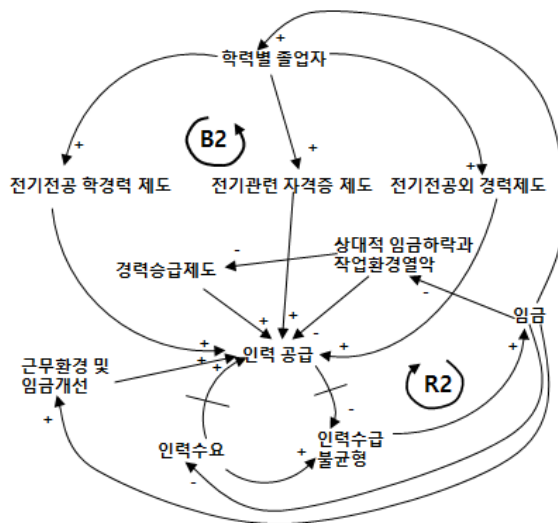 +
학력별 졸업자
B2
+
+
+
전기전공 학경력 제도
전기관련 자격증 제도
전기전공외 경력제도
상대적 임금하락과
작업환경열악
-
경력승급제도
-
임금
+
+
-
+
+
+
+
+
인력 공급
근무환경 및
임금개선
R2
+
-
인력수급
불균형
+
인력수요
-